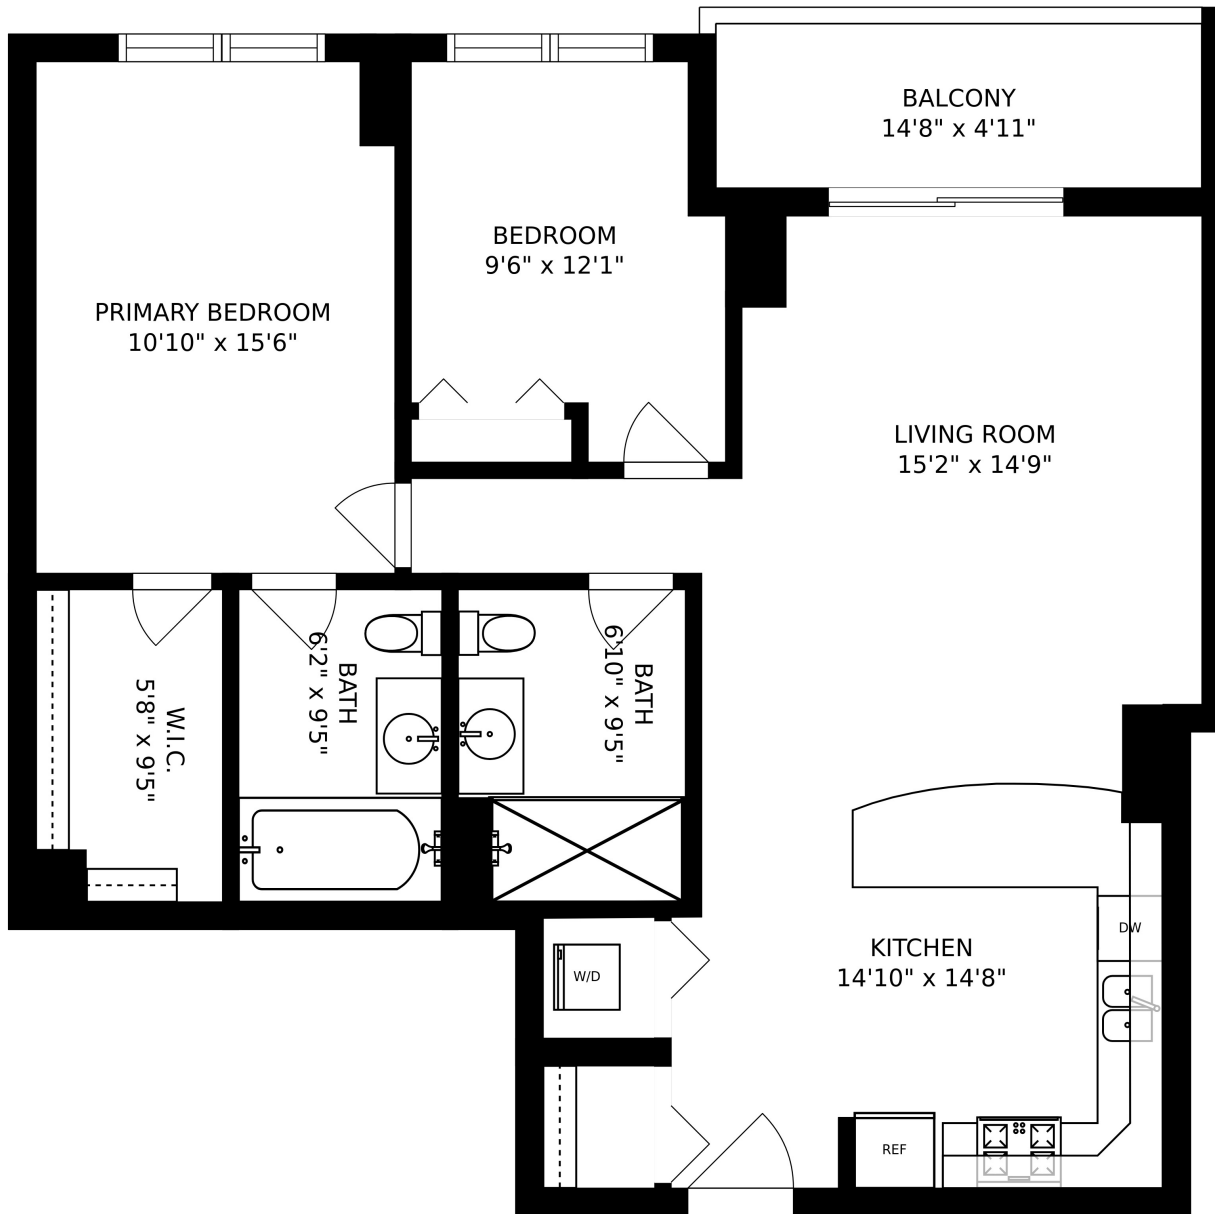 BALCONY
14'8" x 4'11"
BEDROOM
9'6" x 12'1"
PRIMARY BEDROOM
10'10" x 15'6"
LIVING ROOM
15'2" x 14'9"
W.I.C.
5'8" x 9'5"
BATH
6'2" x 9'5"
BATH
6'10" x 9'5"
KITCHEN
14'10" x 14'8"
DW
W/D
REF